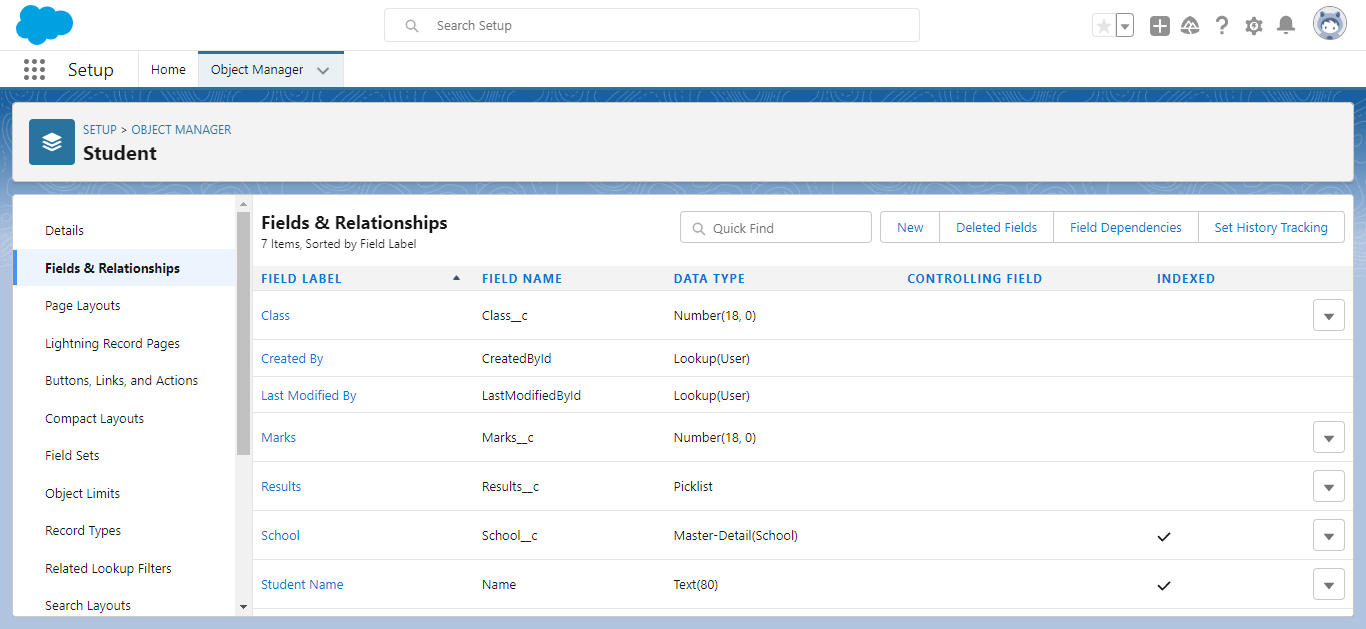 Search Setup
Setup
Home
Object Manager
SETUP > OBJECT MANAGER
Student
Details
Fields & Relationships
Page Layouts
Lightning Record Pages
Buttons, Links, and Actions
Compact Layouts
Field Sets
Object Limits
Record Types
Related Lookup Filters
Search Layouts
Fields & Relationships
7 Items, Sorted by Field Label
Quick Find
New
Deleted Fields
Field Dependencies
Set History Tracking
FIELD LABEL FIELD NAME DATA TYPE CONTROLLING FIELD INDEXED
Class Class__c Number(18, 0)
Created By CreatedById Lookup(User)
Last Modified By LastModifiedById Lookup(User)
Marks Marks__c Number(18, 0)
Results Results__c Picklist
School School__c Master-Detail(School)
Student Name Name Text(80)